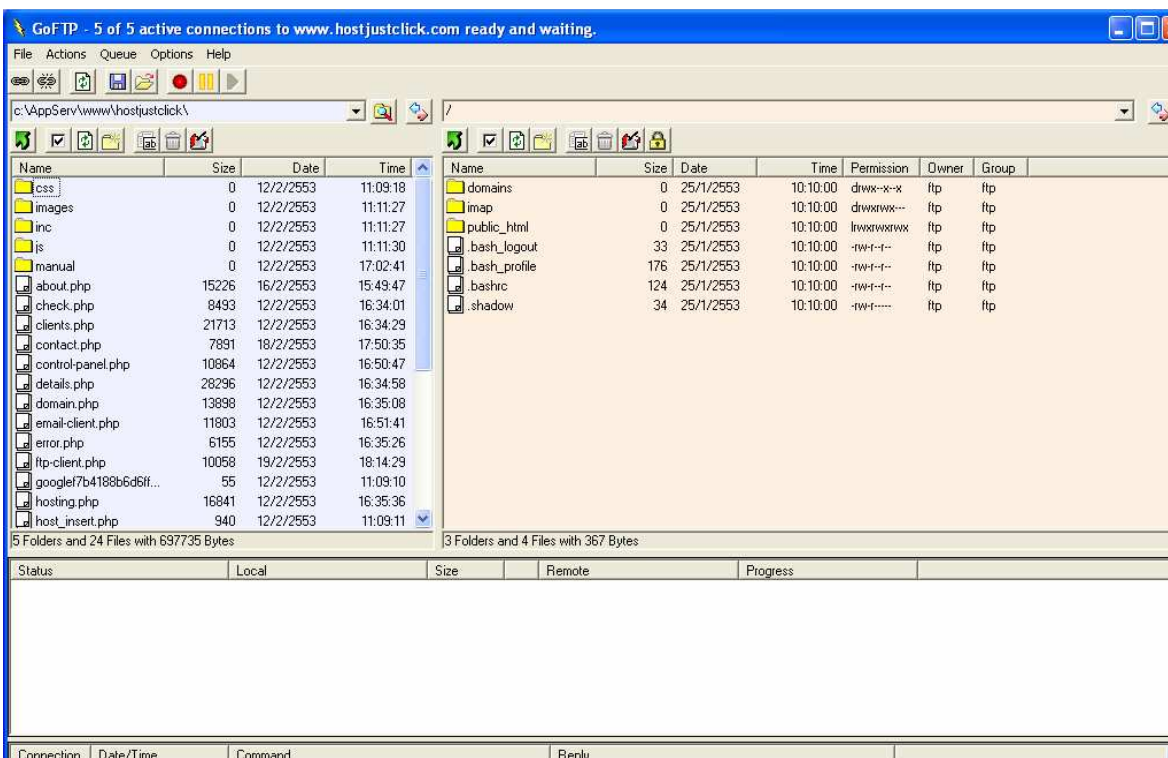 GoFTP - 5 of 5 active connections to www.hostjustclick.com ready and waiting.
File Actions Queue Options Help
c:\AppServ\www\hostjustclick\
/
Name Size Date Time
css 0 12/2/2553 11:09:18
images 0 12/2/2553 11:11:27
inc 0 12/2/2553 11:11:27
js 0 12/2/2553 11:11:30
manual 0 12/2/2553 17:02:41
about.php 15226 16/2/2553 15:49:47
check.php 8493 12/2/2553 16:34:01
clients.php 21713 12/2/2553 16:34:29
contact.php 7891 18/2/2553 17:50:35
control-panel.php 10864 12/2/2553 16:50:47
details.php 28296 12/2/2553 16:34:58
domain.php 13898 12/2/2553 16:35:08
email-client.php 11803 12/2/2553 16:51:41
error.php 6155 12/2/2553 16:35:26
ftp-client.php 10058 19/2/2553 18:14:29
googlef7b4188b6d6ff... 55 12/2/2553 11:09:10
hosting.php 16841 12/2/2553 16:35:36
host_insert.php 940 12/2/2553 11:09:11
5 Folders and 24 Files with 697735 Bytes
Name Size Date Time Permission Owner Group
domains 0 25/1/2553 10:10:00 drwx--x--x ftp ftp
imap 0 25/1/2553 10:10:00 drwxrwx--- ftp ftp
public_html 0 25/1/2553 10:10:00 lrwxrwxrwx ftp ftp
.bash_logout 33 25/1/2553 10:10:00 -rw-r--r-- ftp ftp
.bash_profile 176 25/1/2553 10:10:00 -rw-r--r-- ftp ftp
.bashrc 124 25/1/2553 10:10:00 -rw-r--r-- ftp ftp
.shadow 34 25/1/2553 10:10:00 -rw-r----- ftp ftp
3 Folders and 4 Files with 367 Bytes
Status Local Size Remote Progress
Connection Date/Time Command Reply